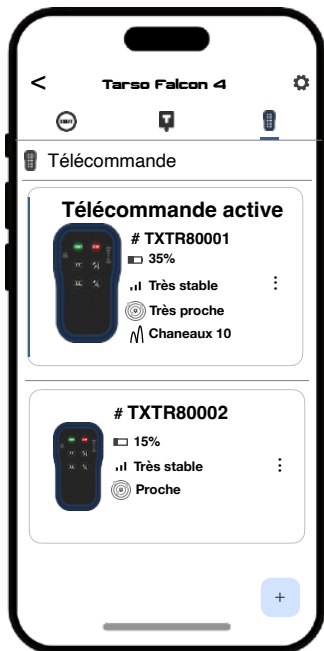 <
Tarso Falcon 4
START
T
Télécommande
Télécommande active
# TXTR80001
35%
Très stable
Très proche
Chaneaux 10
# TXTR80002
15%
Très stable
Proche
+